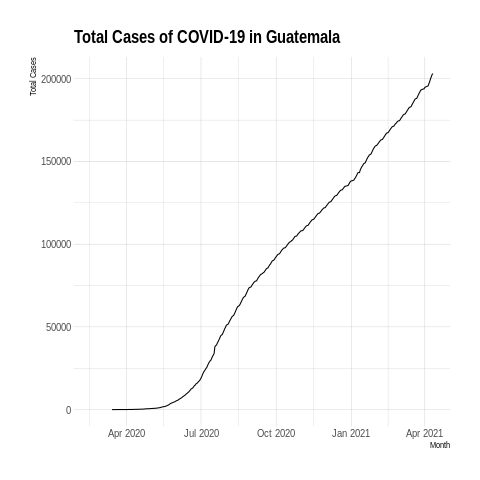 Total Cases of COVID-19 in Guatemala
Total Cases
200000
150000
100000
50000
0
Apr 2020 Jul 2020 Oct 2020 Jan 2021 Apr 2021
Month